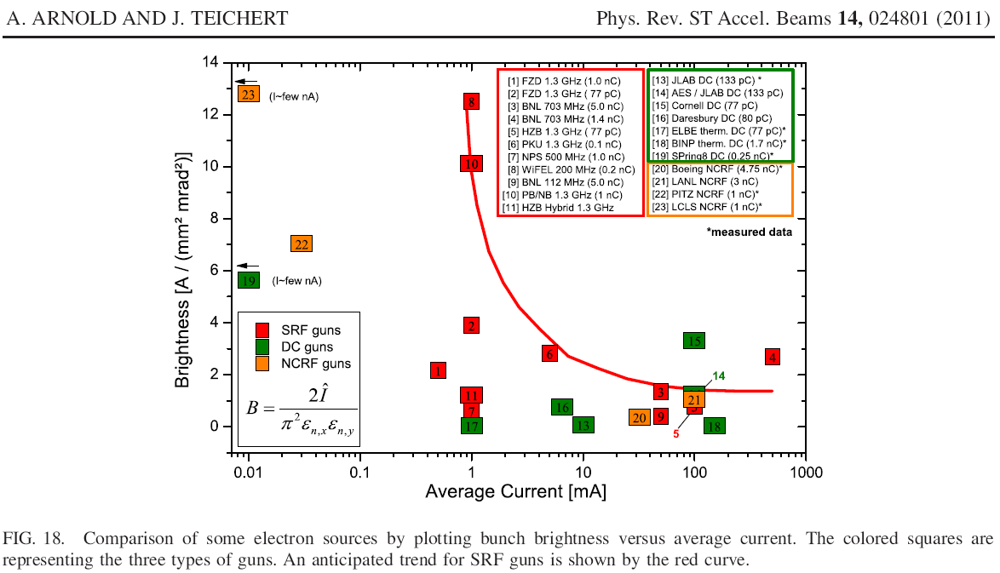 A. ARNOLD AND J. TEICHERT Phys. Rev. ST Accel. Beams 14, 024801 (2011)
14
12
10
8
6
4
2
0
Brightness [A / (mm² mrad²)]
23 (I~few nA)
22
19 (I~few nA)
8
10
2
1
11
7
17
6
16
13
20
3
9
15
14
21
5
5
18
4
[1] FZD 1.3 GHz (1.0 nC)
[2] FZD 1.3 GHz ( 77 pC)
[3] BNL 703 MHz (5.0 nC)
[4] BNL 703 MHz (1.4 nC)
[5] HZB 1.3 GHz ( 77 pC)
[6] PKU 1.3 GHz (0.1 nC)
[7] NPS 500 MHz (1.0 nC)
[8] WiFEL 200 MHz (0.2 nC)
[9] BNL 112 MHz (5.0 nC)
[10] PB/NB 1.3 GHz (1 nC)
[11] HZB Hybrid 1.3 GHz
[13] JLAB DC (133 pC) *
[14] AES / JLAB DC (133 pC)
[15] Cornell DC (77 pC)
[16] Daresbury DC (80 pC)
[17] ELBE therm. DC (77 pC)*
[18] BINP therm. DC (1.7 nC)*
[19] SPring8 DC (0.25 nC)*
[20] Boeing NCRF (4.75 nC)*
[21] LANL NCRF (3 nC)
[22] PITZ NCRF (1 nC)*
[23] LCLS NCRF (1 nC)*
*measured data
SRF guns
DC guns
NCRF guns
B = 2Î / π² ε n,x ε n,y
0.01 0.1 1 10 100 1000
Average Current [mA]
FIG. 18. Comparison of some electron sources by plotting bunch brightness versus average current. The colored squares are
representing the three types of guns. An anticipated trend for SRF guns is shown by the red curve.